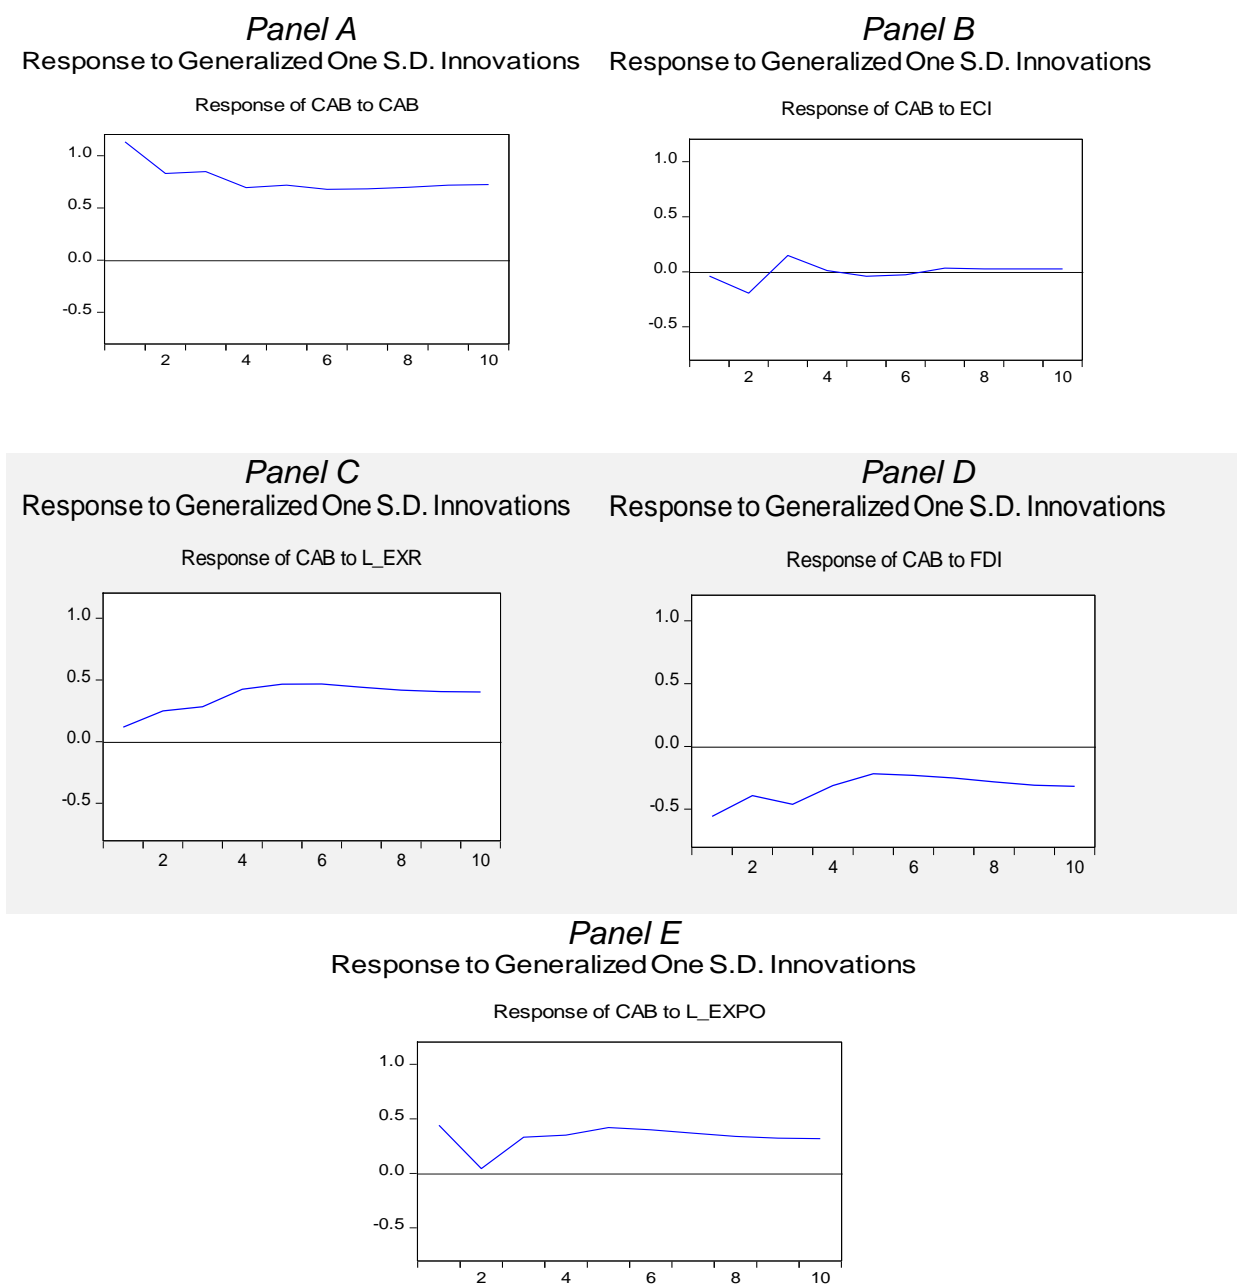 Panel A
Response to Generalized One S.D. Innovations
Response of CAB to CAB
1.0
0.5
0.0
-0.5
2 4 6 8 10
Panel B
Response to Generalized One S.D. Innovations
Response of CAB to ECI
1.0
0.5
0.0
-0.5
2 4 6 8 10
Panel C
Response to Generalized One S.D. Innovations
Response of CAB to L_EXR
1.0
0.5
0.0
-0.5
2 4 6 8 10
Panel D
Response to Generalized One S.D. Innovations
Response of CAB to FDI
1.0
0.5
0.0
-0.5
2 4 6 8 10
Panel E
Response to Generalized One S.D. Innovations
Response of CAB to L_EXPO
1.0
0.5
0.0
-0.5
2 4 6 8 10